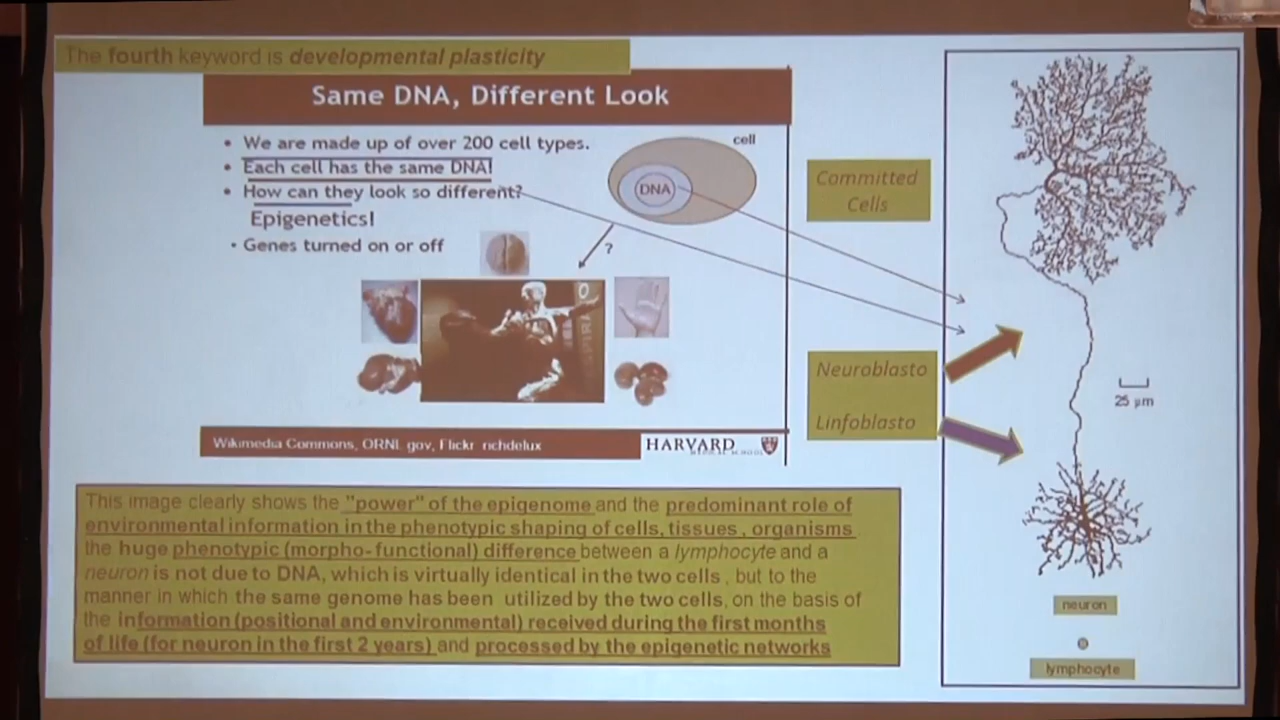 The fourth keyword is developmental plasticity
Same DNA, Different Look
• We are made up of over 200 cell types.
• Each cell has the same DNA!
• How can they look so different?
Epigenetics!
• Genes turned on or off
cell
DNA
?
Wikimedia Commons, ORNL gov, Flickr richdelux
HARVARD
MEDICAL SCHOOL
Committed
Cells
Neuroblasto
Linfoblasto
25 µm
neuron
lymphocyte
This image clearly shows the "power" of the epigenome and the predominant role of
environmental information in the phenotypic shaping of cells, tissues , organisms
the huge phenotypic (morpho-functional) difference between a lymphocyte and a
neuron is not due to DNA, which is virtually identical in the two cells , but to the
manner in which the same genome has been utilized by the two cells, on the basis of
the information (positional and environmental) received during the first months
of life (for neuron in the first 2 years) and processed by the epigenetic networks